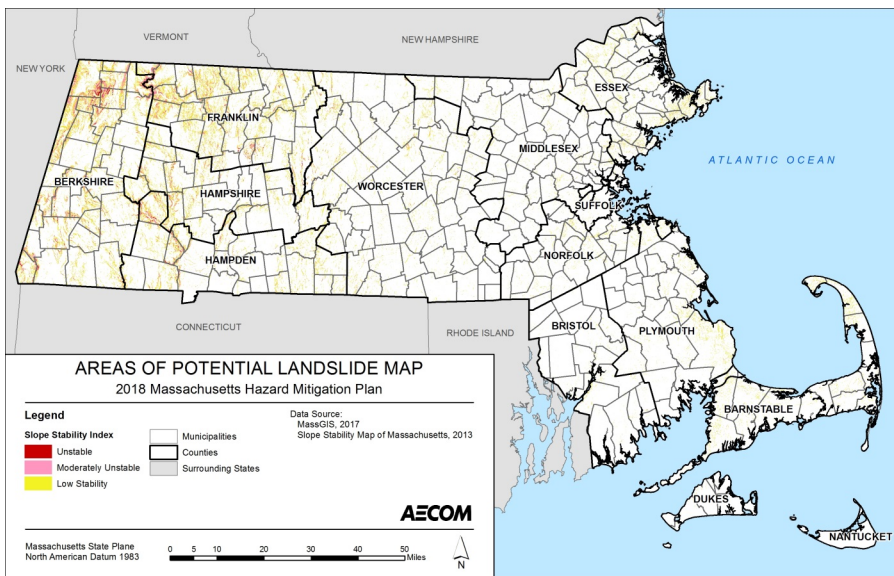 VERMONT
NEW HAMPSHIRE
NEW YORK
ESSEX
FRANKLIN
MIDDLESEX
ATLANTIC OCEAN
BERKSHIRE
HAMPSHIRE
WORCESTER
SUFFOLK
HAMPDEN
NORFOLK
CONNECTICUT
RHODE ISLAND
BRISTOL
PLYMOUTH
BARNSTABLE
DUKES
NANTUCKET
AREAS OF POTENTIAL LANDSLIDE MAP
2018 Massachusetts Hazard Mitigation Plan
Legend
Slope Stability Index
Unstable
Moderately Unstable
Low Stability
Municipalities
Counties
Surrounding States
Data Source:
MassGIS, 2017
Slope Stability Map of Massachusetts, 2013
AECOM
Massachusetts State Plane
North American Datum 1983
0 5 10 20 30 40 50
Miles
N